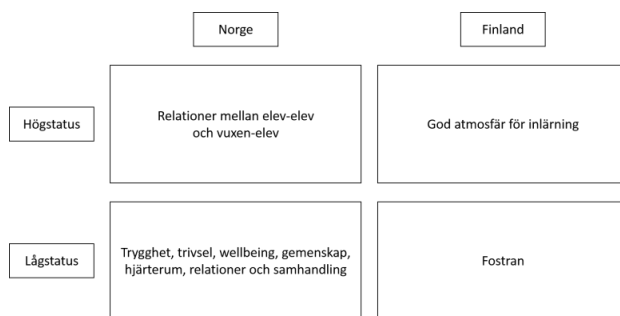 Norge
Finland
Högstatus
Relationer mellan elev-elev
och vuxen-elev
God atmosfär för inlärning
Lågstatus
Trygghet, trivsel, wellbeing, gemenskap,
hjärterum, relationer och samhandling
Fostran